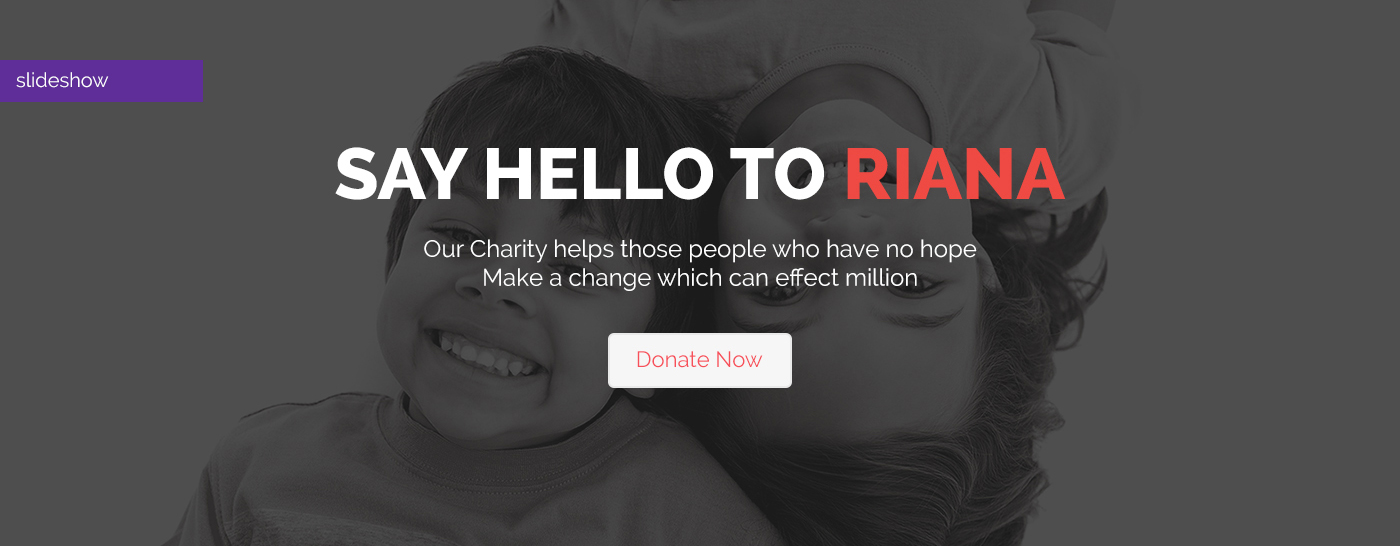 slideshow
SAY HELLO TO RIANA
Our Charity helps those people who have no hope
Make a change which can effect million
Donate Now